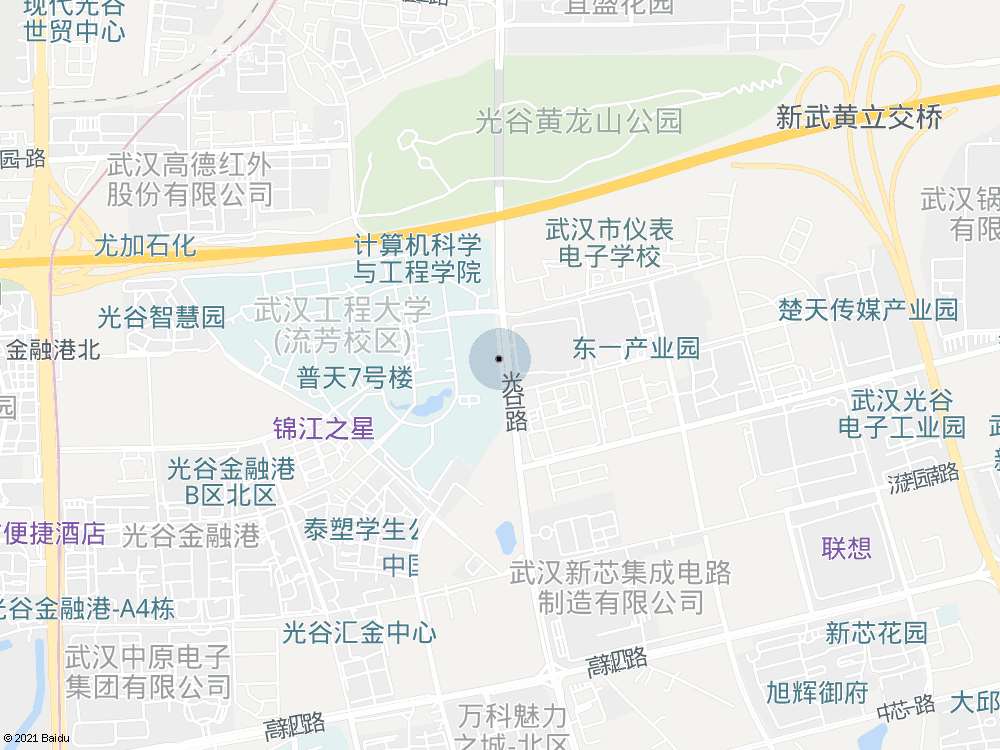 现代光谷
世贸中心
宜盛花园
7号线
光谷黄龙山公园
新武黄立交桥
园一路
武汉高德红外
股份有限公司
武汉锅
有限
尤加石化
计算机科学
与工程学院
武汉市仪表
电子学校
光谷智慧园
武汉工程大学
(流芳校区)
楚天传媒产业园
金融港北
东一产业园
普天7号楼
光谷一路
园
武汉光谷
电子工业园
武
新
锦江之星
光谷金融港
B区北区
流芳园南路
便捷酒店
光谷金融港
泰塑学生公
中国
联想
武汉新芯集成电路
制造有限公司
光谷金融港-A4栋
光谷汇金中心
新芯花园
武汉中原电子
集团有限公司
高新四路
旭辉御府
中芯一路
大邱
高新四路
万科魅力
之城-北区
© 2021 Baidu